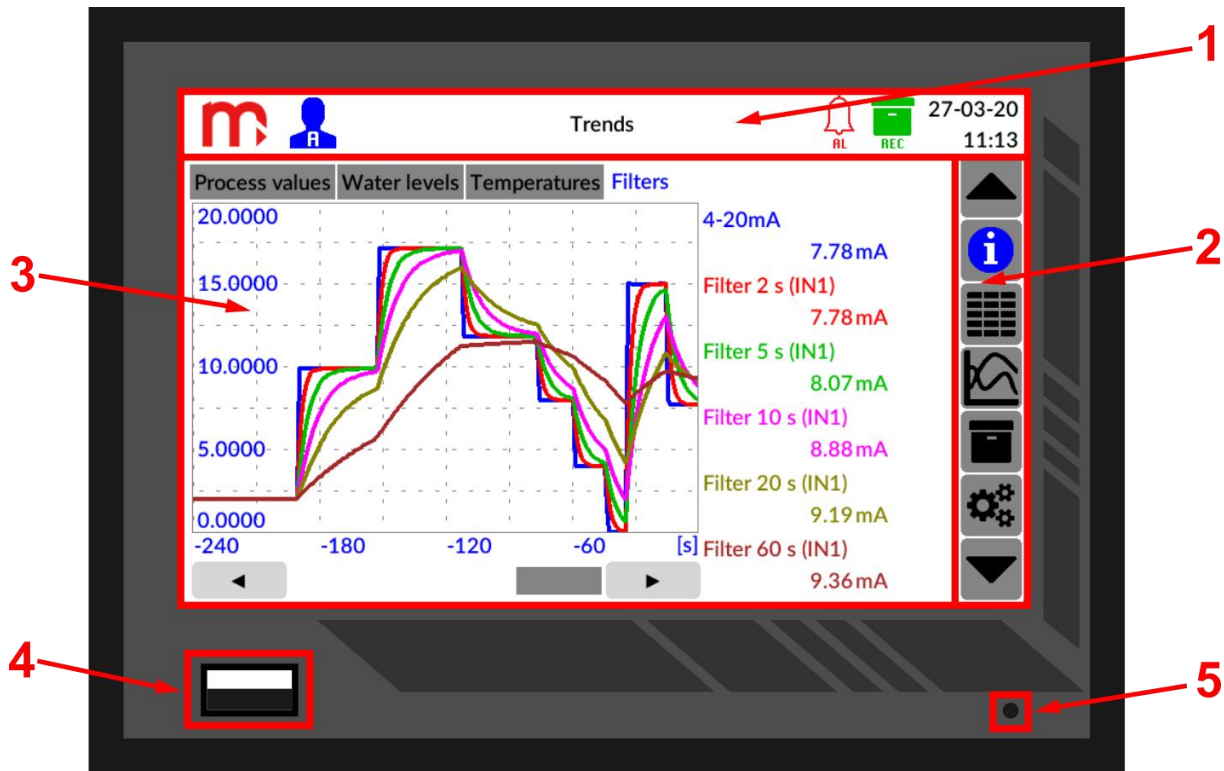 1
m
A
Trends
AL
REC
27-03-20
11:13
Process values Water levels Temperatures Filters
20.0000
15.0000
10.0000
5.0000
0.0000
-240 -180 -120 -60 [s]
4-20mA
7.78 mA
Filter 2 s (IN1)
7.78 mA
Filter 5 s (IN1)
8.07 mA
Filter 10 s (IN1)
8.88 mA
Filter 20 s (IN1)
9.19 mA
Filter 60 s (IN1)
9.36 mA
i
2
3
4
5